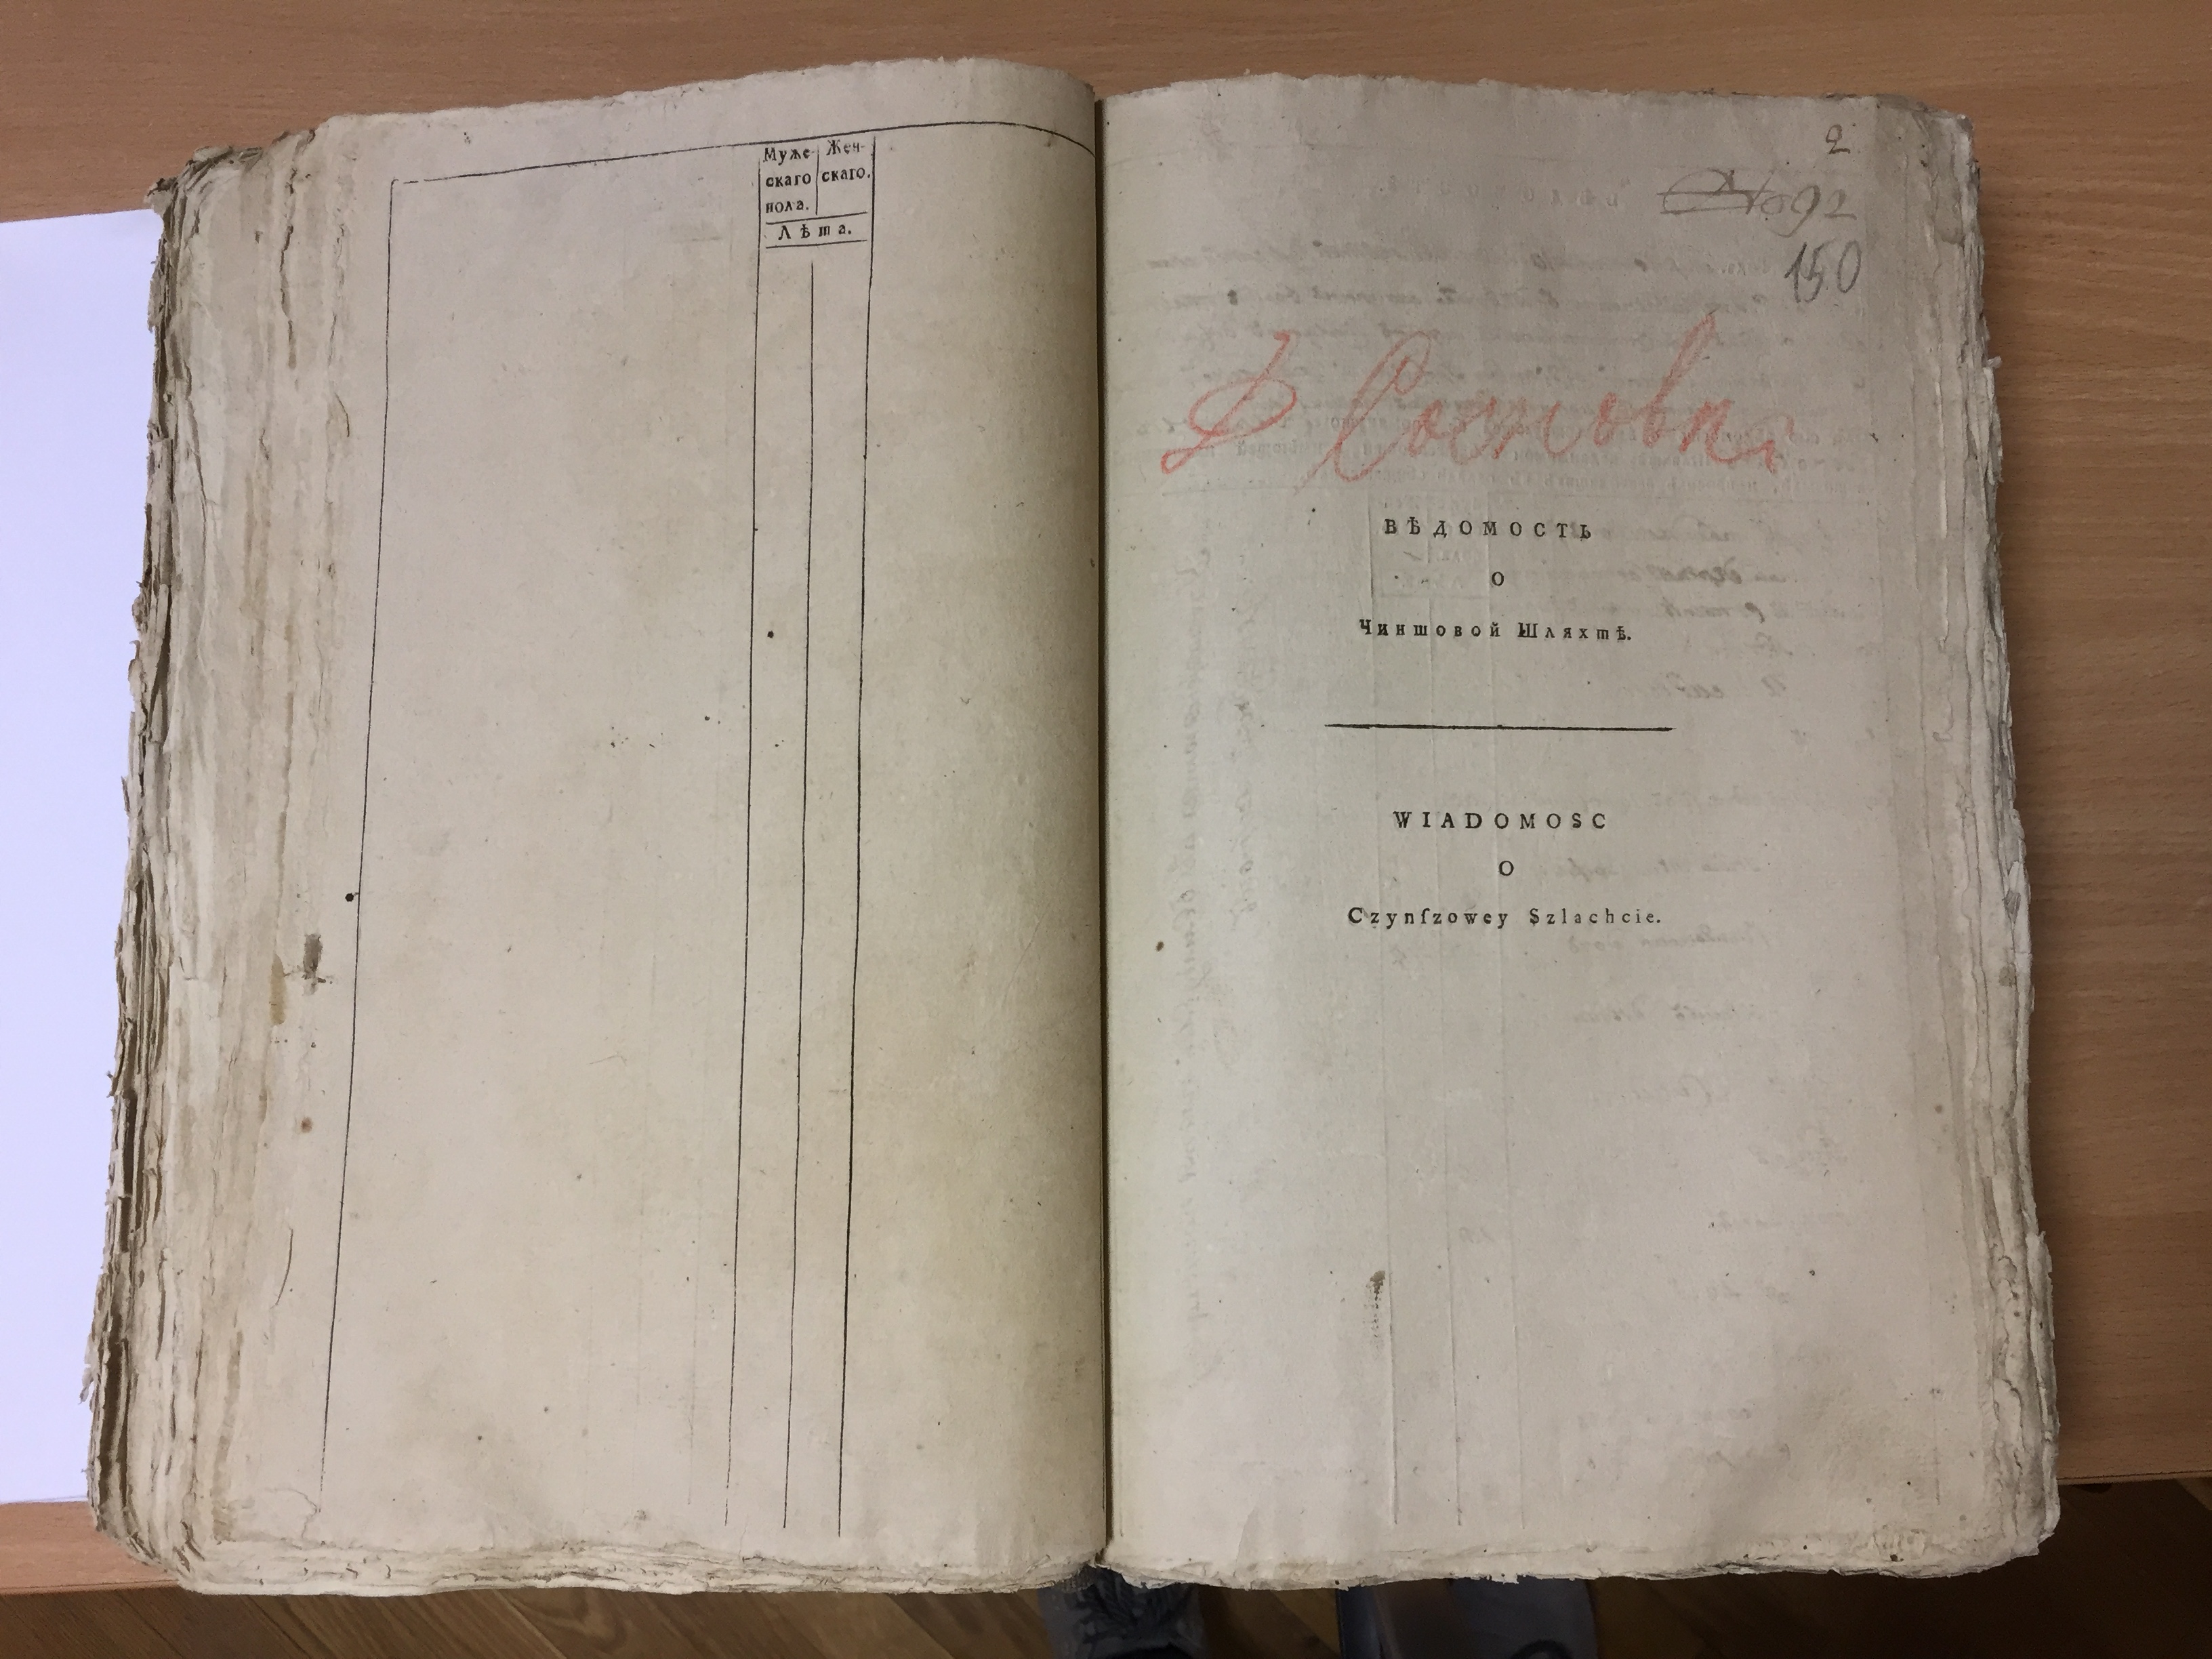 Муже- Жен-
скаго скаго.
пола.
Лѣта.
2
№92
150
Д Сосновка
ВѢДОМОСТЬ
О
Чиншовой Шляхтѣ.
WIADOMOSC
O
Czynſzowey Szlachcie.